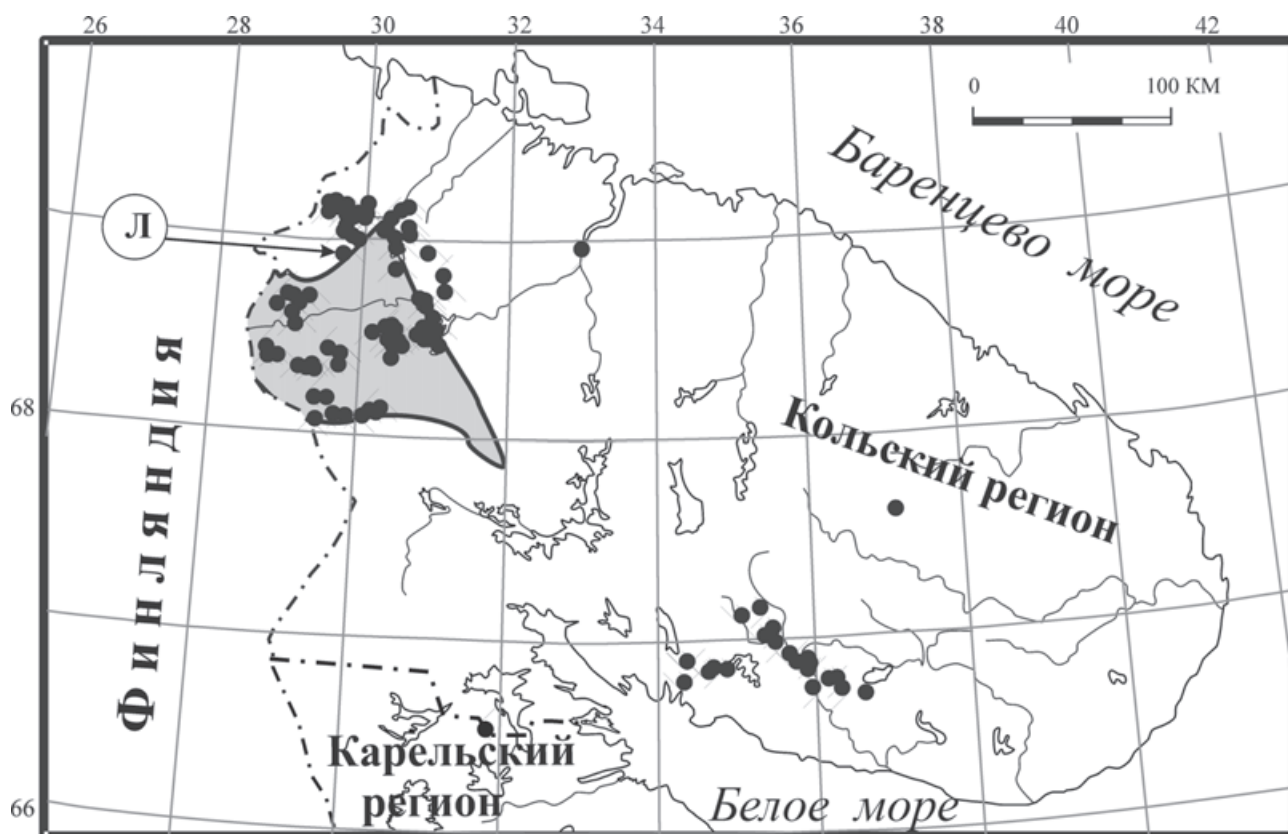 26 28 30 32 34 36 38 40 42
0 100 КМ
Баренцево море
Л
68
Финляндия
Кольский регион
Карельский
регион
66
Белое море